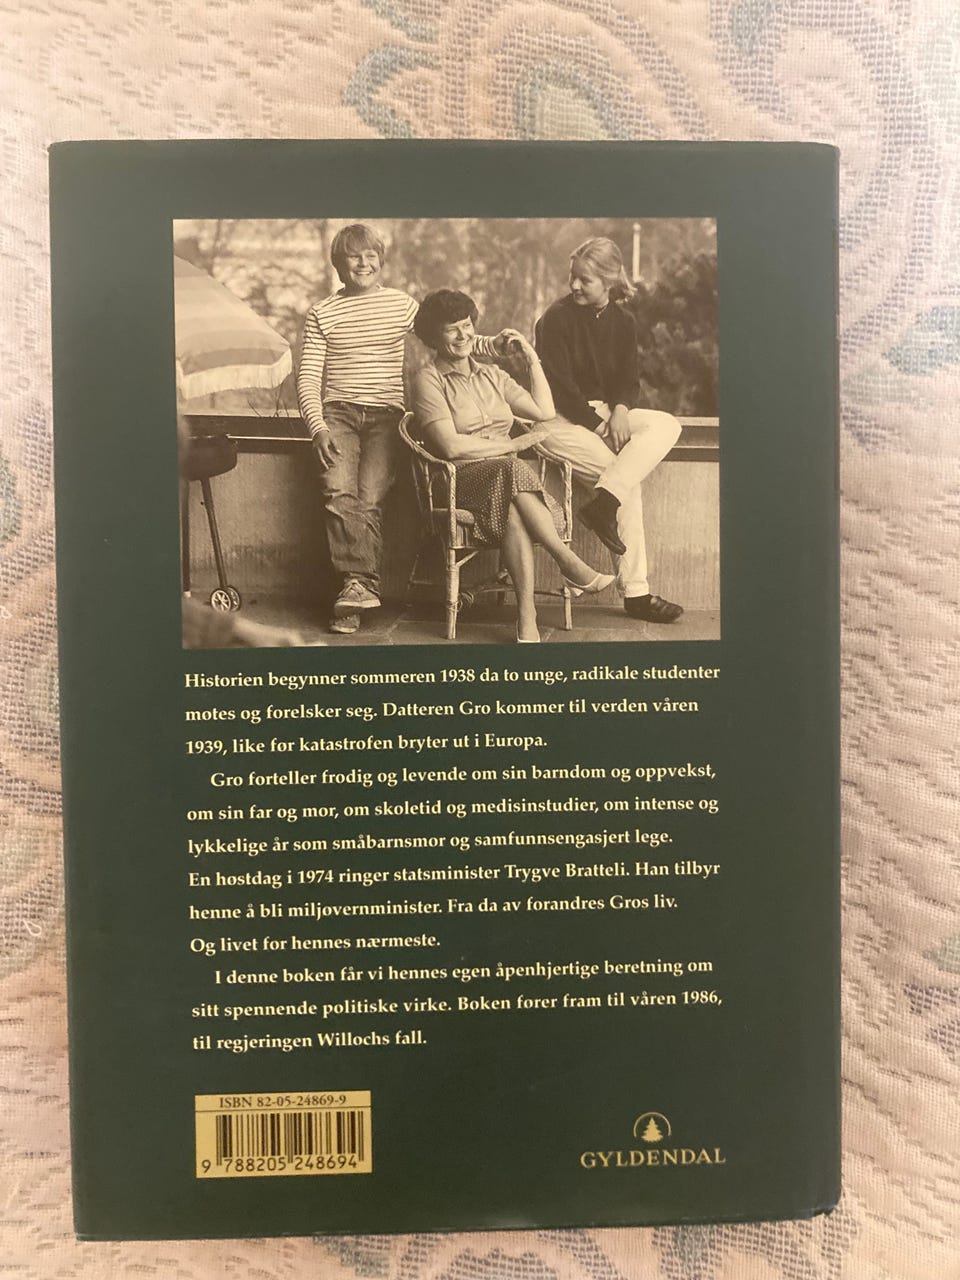 Historien begynner sommeren 1938 da to unge, radikale studenter
møtes og forelsker seg. Datteren Gro kommer til verden våren
1939, like før katastrofen bryter ut i Europa.
Gro forteller frodig og levende om sin barndom og oppvekst,
om sin far og mor, om skoletid og medisinstudier, om intense og
lykkelige år som småbarnsmor og samfunnsengasjert lege.
En høstdag i 1974 ringer statsminister Trygve Bratteli. Han tilbyr
henne å bli miljøvernminister. Fra da av forandres Gros liv.
Og livet for hennes nærmeste.
I denne boken får vi hennes egen åpenhjertige beretning om
sitt spennende politiske virke. Boken fører fram til våren 1986,
til regjeringen Willochs fall.
ISBN 82-05-24869-9
9 788205 248694
GYLDENDAL